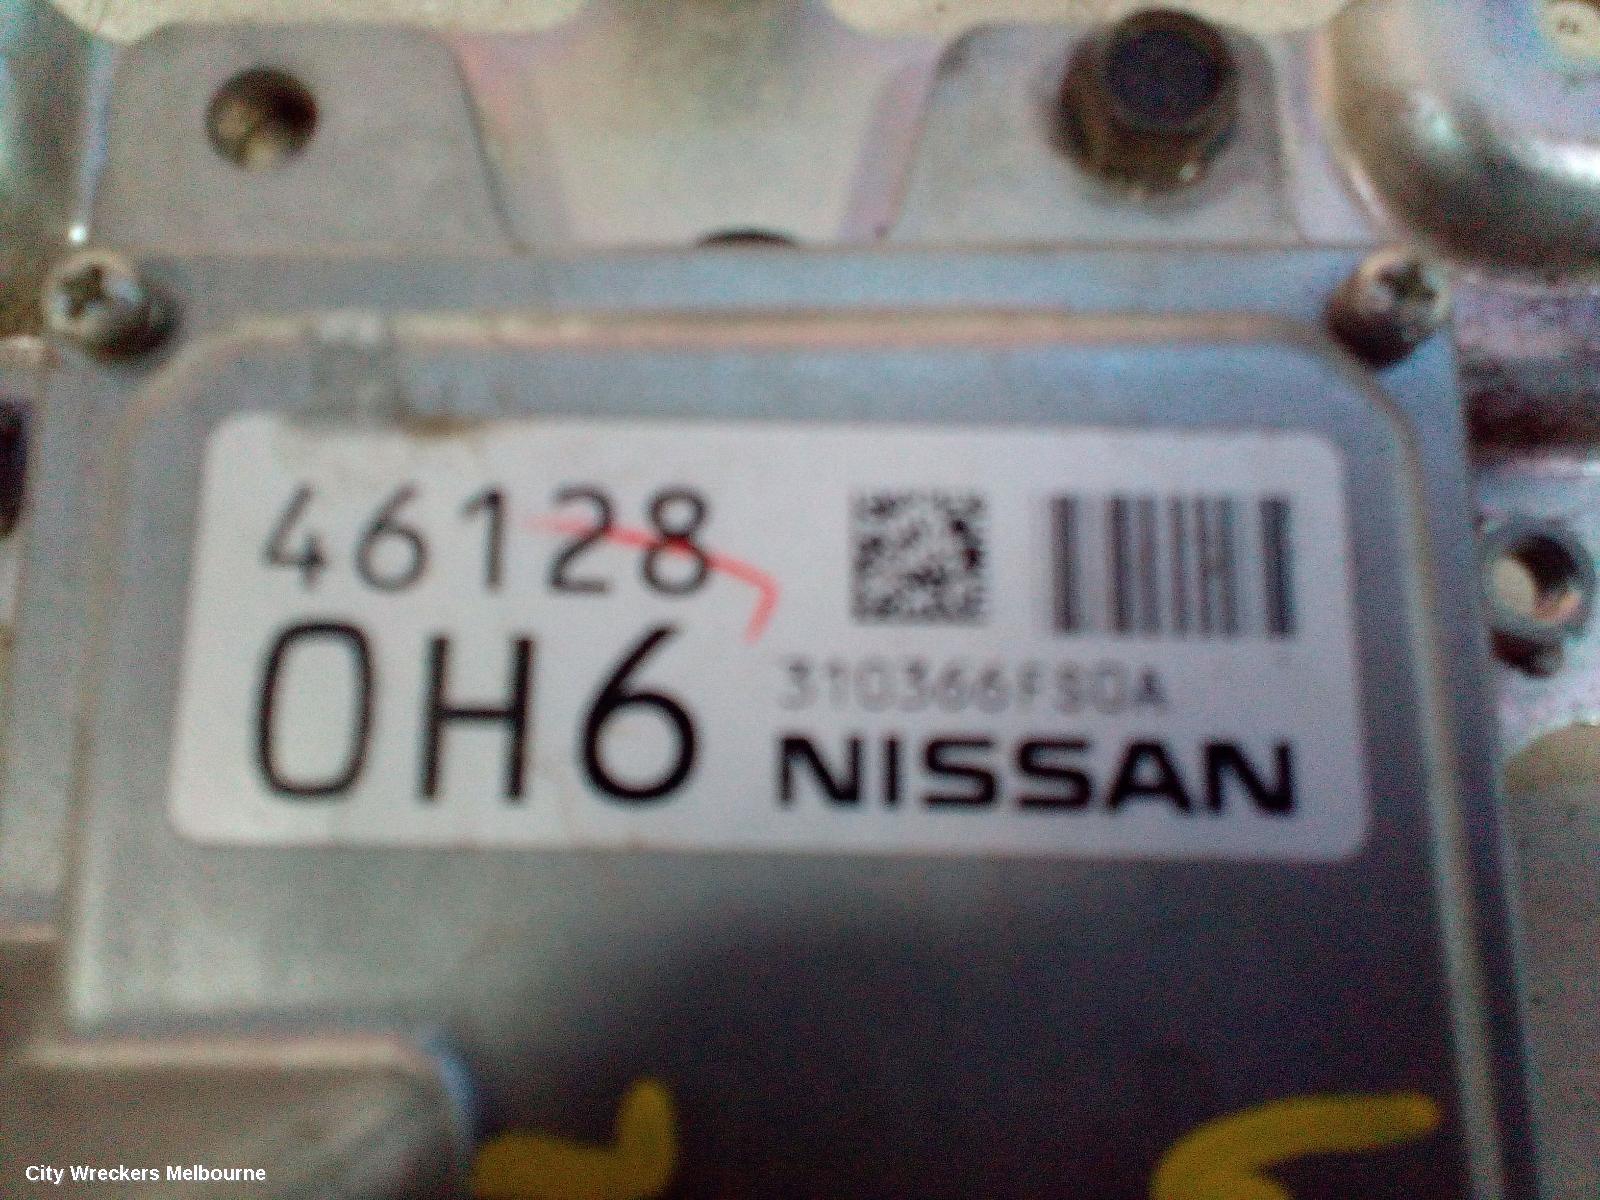 46128
0H6
310366FS0A
NISSAN
City Wreckers Melbourne